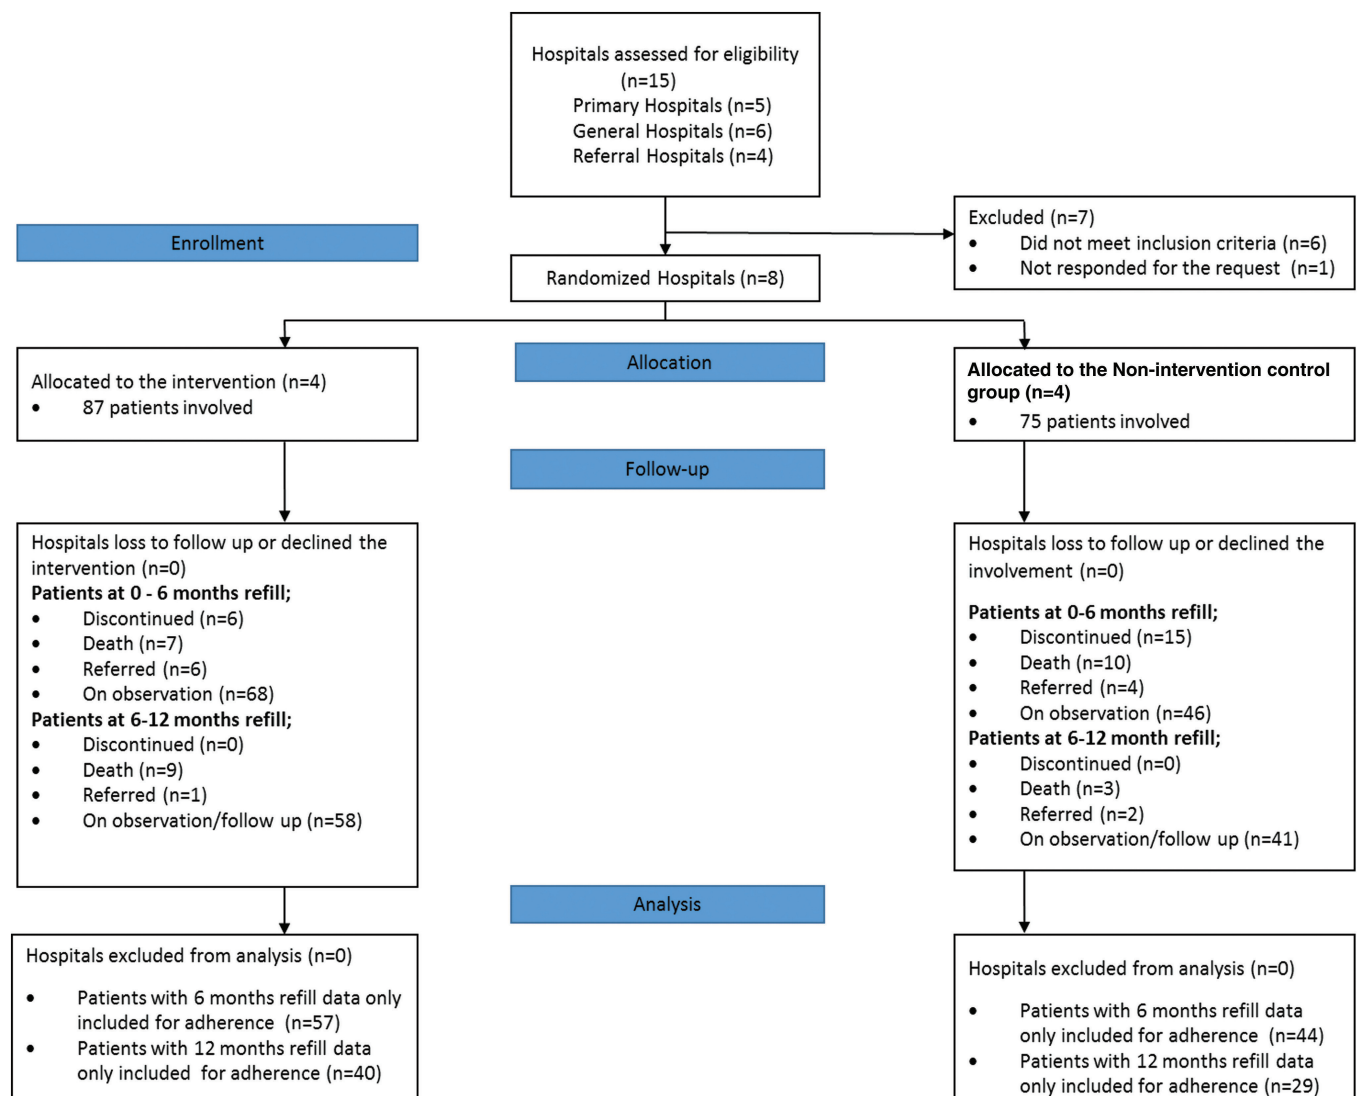 Hospitals assessed for eligibility
(n=15)
Primary Hospitals (n=5)
General Hospitals (n=6)
Referral Hospitals (n=4)
Excluded (n=7)
• Did not meet inclusion criteria (n=6)
• Not responded for the request (n=1)
Enrollment
Randomized Hospitals (n=8)
Allocated to the intervention (n=4)
• 87 patients involved
Allocation
Allocated to the Non-intervention control
group (n=4)
• 75 patients involved
Follow-up
Hospitals loss to follow up or declined the
intervention (n=0)
Patients at 0 - 6 months refill;
• Discontinued (n=6)
• Death (n=7)
• Referred (n=6)
• On observation (n=68)
Patients at 6-12 months refill;
• Discontinued (n=0)
• Death (n=9)
• Referred (n=1)
• On observation/follow up (n=58)
Hospitals loss to follow up or declined the
involvement (n=0)
Patients at 0-6 months refill;
• Discontinued (n=15)
• Death (n=10)
• Referred (n=4)
• On observation (n=46)
Patients at 6-12 month refill;
• Discontinued (n=0)
• Death (n=3)
• Referred (n=2)
• On observation/follow up (n=41)
Analysis
Hospitals excluded from analysis (n=0)
• Patients with 6 months refill data only
included for adherence (n=57)
• Patients with 12 months refill data
only included for adherence (n=40)
Hospitals excluded from analysis (n=0)
• Patients with 6 months refill data
only included for adherence (n=44)
• Patients with 12 months refill data
only included for adherence (n=29)